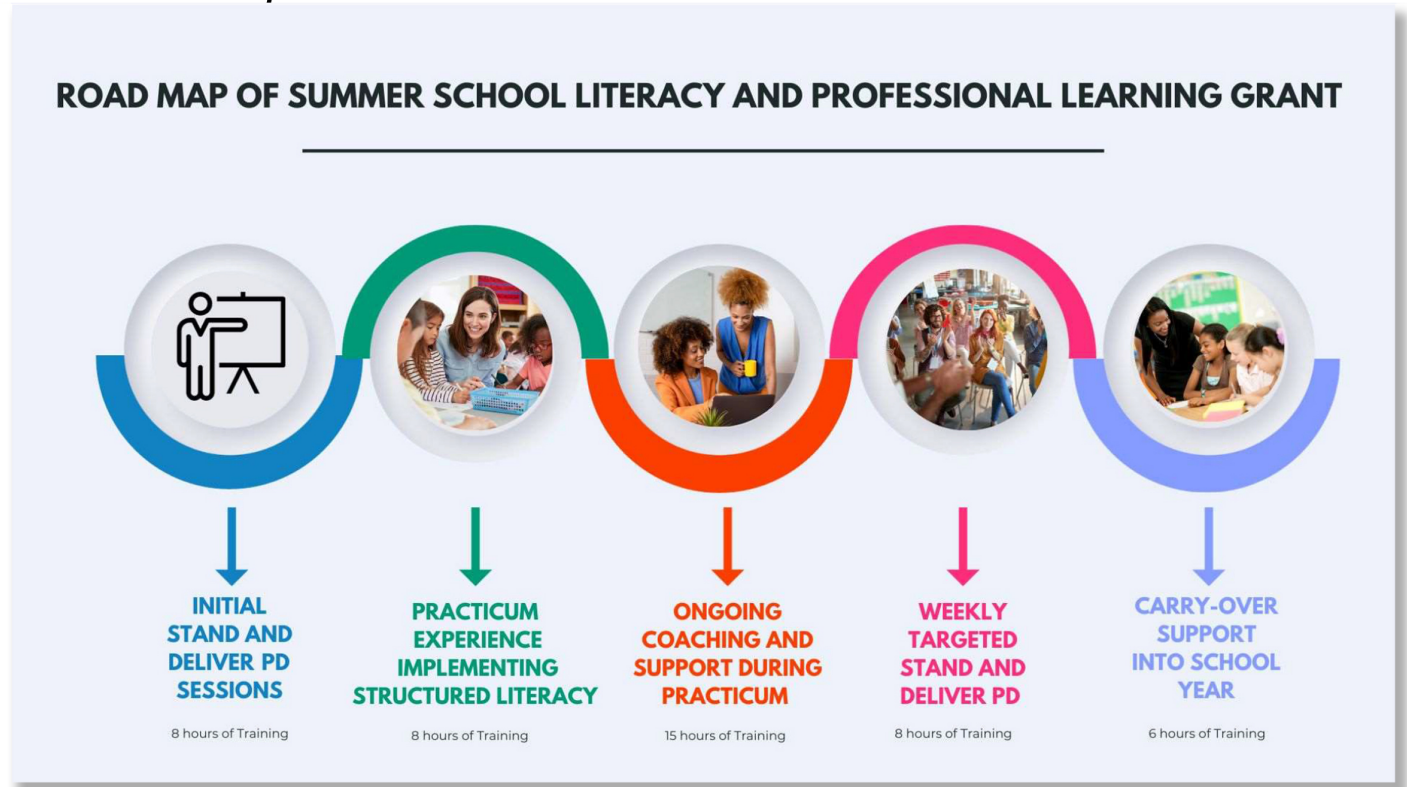 ROAD MAP OF SUMMER SCHOOL LITERACY AND PROFESSIONAL LEARNING GRANT
INITIAL
STAND AND
DELIVER PD
SESSIONS
8 hours of Training
PRACTICUM
EXPERIENCE
IMPLEMENTING
STRUCTURED LITERACY
8 hours of Training
ONGOING
COACHING AND
SUPPORT DURING
PRACTICUM
15 hours of Training
WEEKLY
TARGETED
STAND AND
DELIVER PD
8 hours of Training
CARRY-OVER
SUPPORT
INTO SCHOOL
YEAR
6 hours of Training